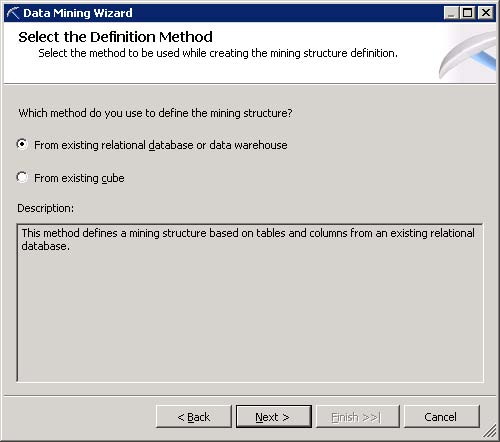 Data Mining Wizard
Select the Definition Method
Select the method to be used while creating the mining structure definition.
Which method do you use to define the mining structure?
From existing relational database or data warehouse
From existing cube
Description:
This method defines a mining structure based on tables and columns from an existing relational
database.
< Back
Next >
Finish >>|
Cancel